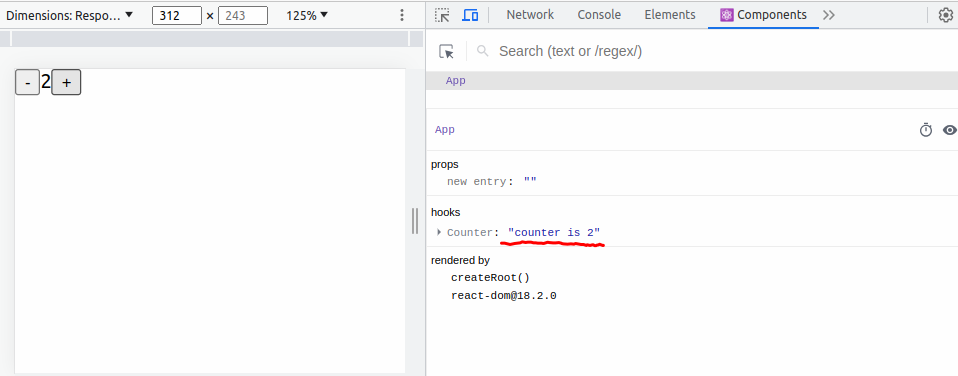 Dimensions: Respo... 312 × 243 125%
Network Console Elements Components
Search (text or /regex/)
App
- 2 +
App
props
new entry: ""
hooks
Counter: "counter is 2"
rendered by
createRoot()
react-dom@18.2.0